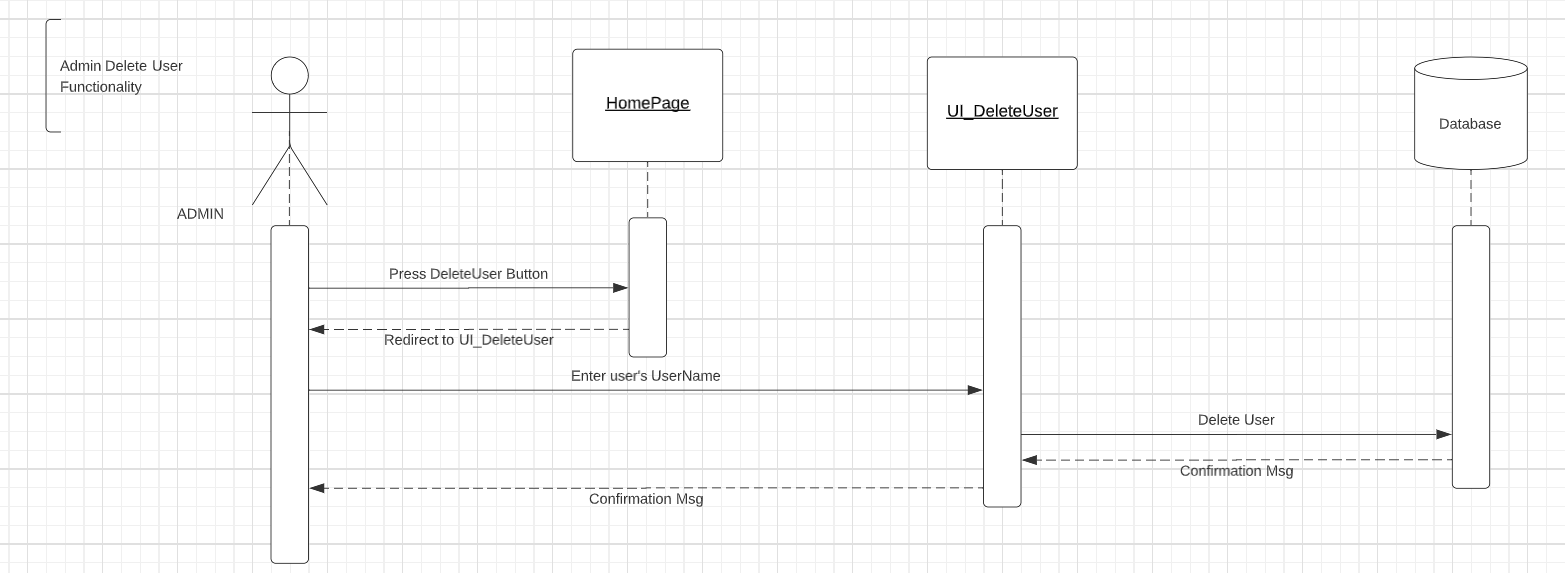 Admin Delete User
Functionality
HomePage
UI_DeleteUser
Database
ADMIN
Press DeleteUser Button
Redirect to UI_DeleteUser
Enter user's UserName
Delete User
Confirmation Msg
Confirmation Msg